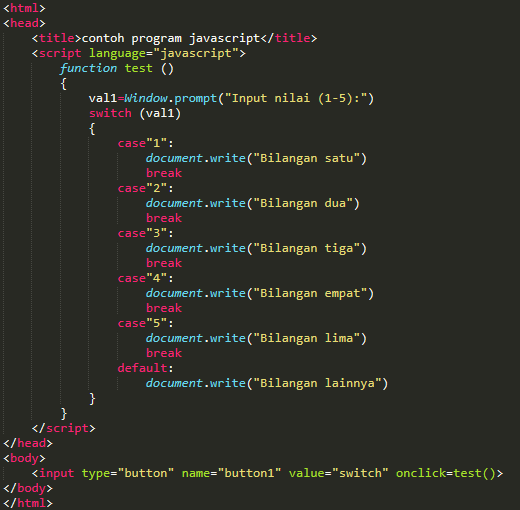 <html>
<head>
    <title>contoh program javascript</title>
    <script language="javascript">
        function test ()
        {
            val1=Window.prompt("Input nilai (1-5):")
            switch (val1)
            {
                case"1":
                    document.write("Bilangan satu")
                    break
                case"2":
                    document.write("Bilangan dua")
                    break
                case"3":
                    document.write("Bilangan tiga")
                    break
                case"4":
                    document.write("Bilangan empat")
                    break
                case"5":
                    document.write("Bilangan lima")
                    break
                default:
                    document.write("Bilangan lainnya")
            }
        }
    </script>
</head>
<body>
    <input type="button" name="button1" value="switch" onclick=test()>
</body>
</html>